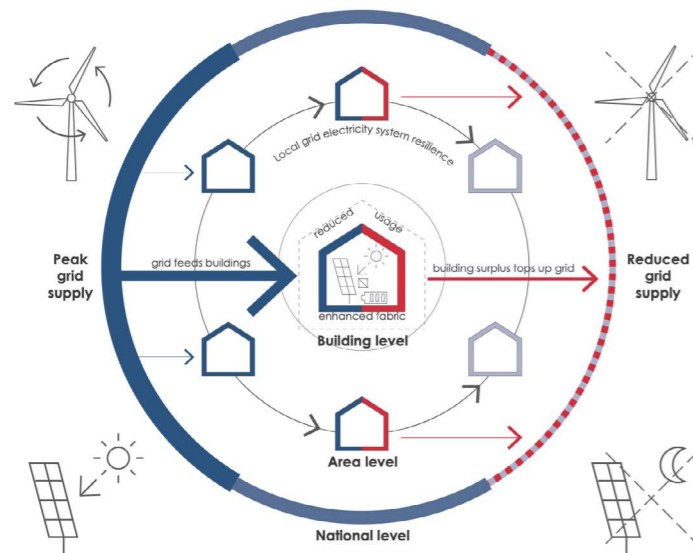 Local grid electricity system resilience
reduced usage
Peak
grid
supply
grid feeds buildings
building surplus tops up grid
Reduced
grid
supply
enhanced fabric
Building level
Area level
National level